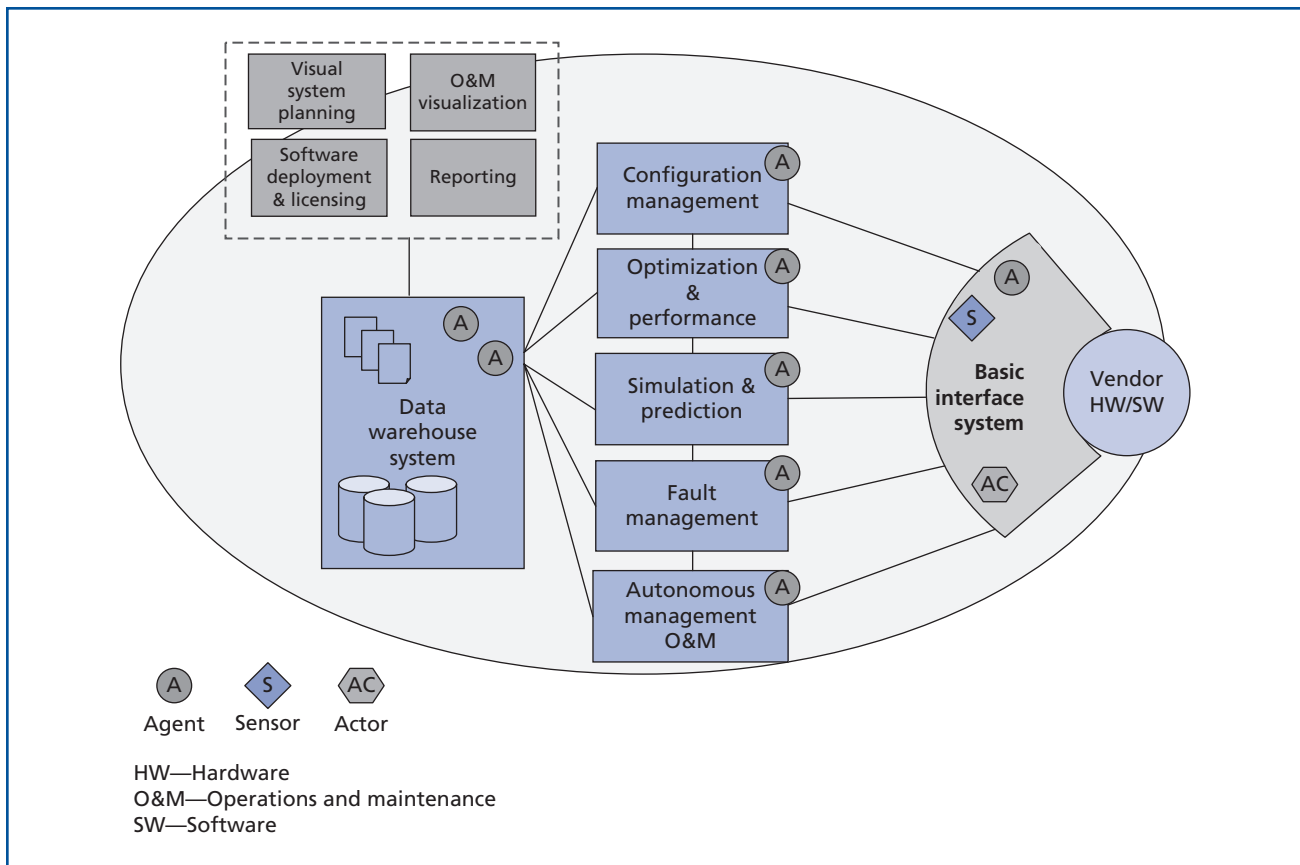 Visual
system
planning
O&M
visualization
Software
deployment
& licensing
Reporting
A
A
Data
warehouse
system
Configuration
management
A
Optimization
&
performance
A
Simulation &
prediction
A
Fault
management
A
Autonomous
management
O&M
A
A
S
Basic
interface
system
AC
Vendor
HW/SW
A
Agent
S
Sensor
AC
Actor
HW—Hardware
O&M—Operations and maintenance
SW—Software